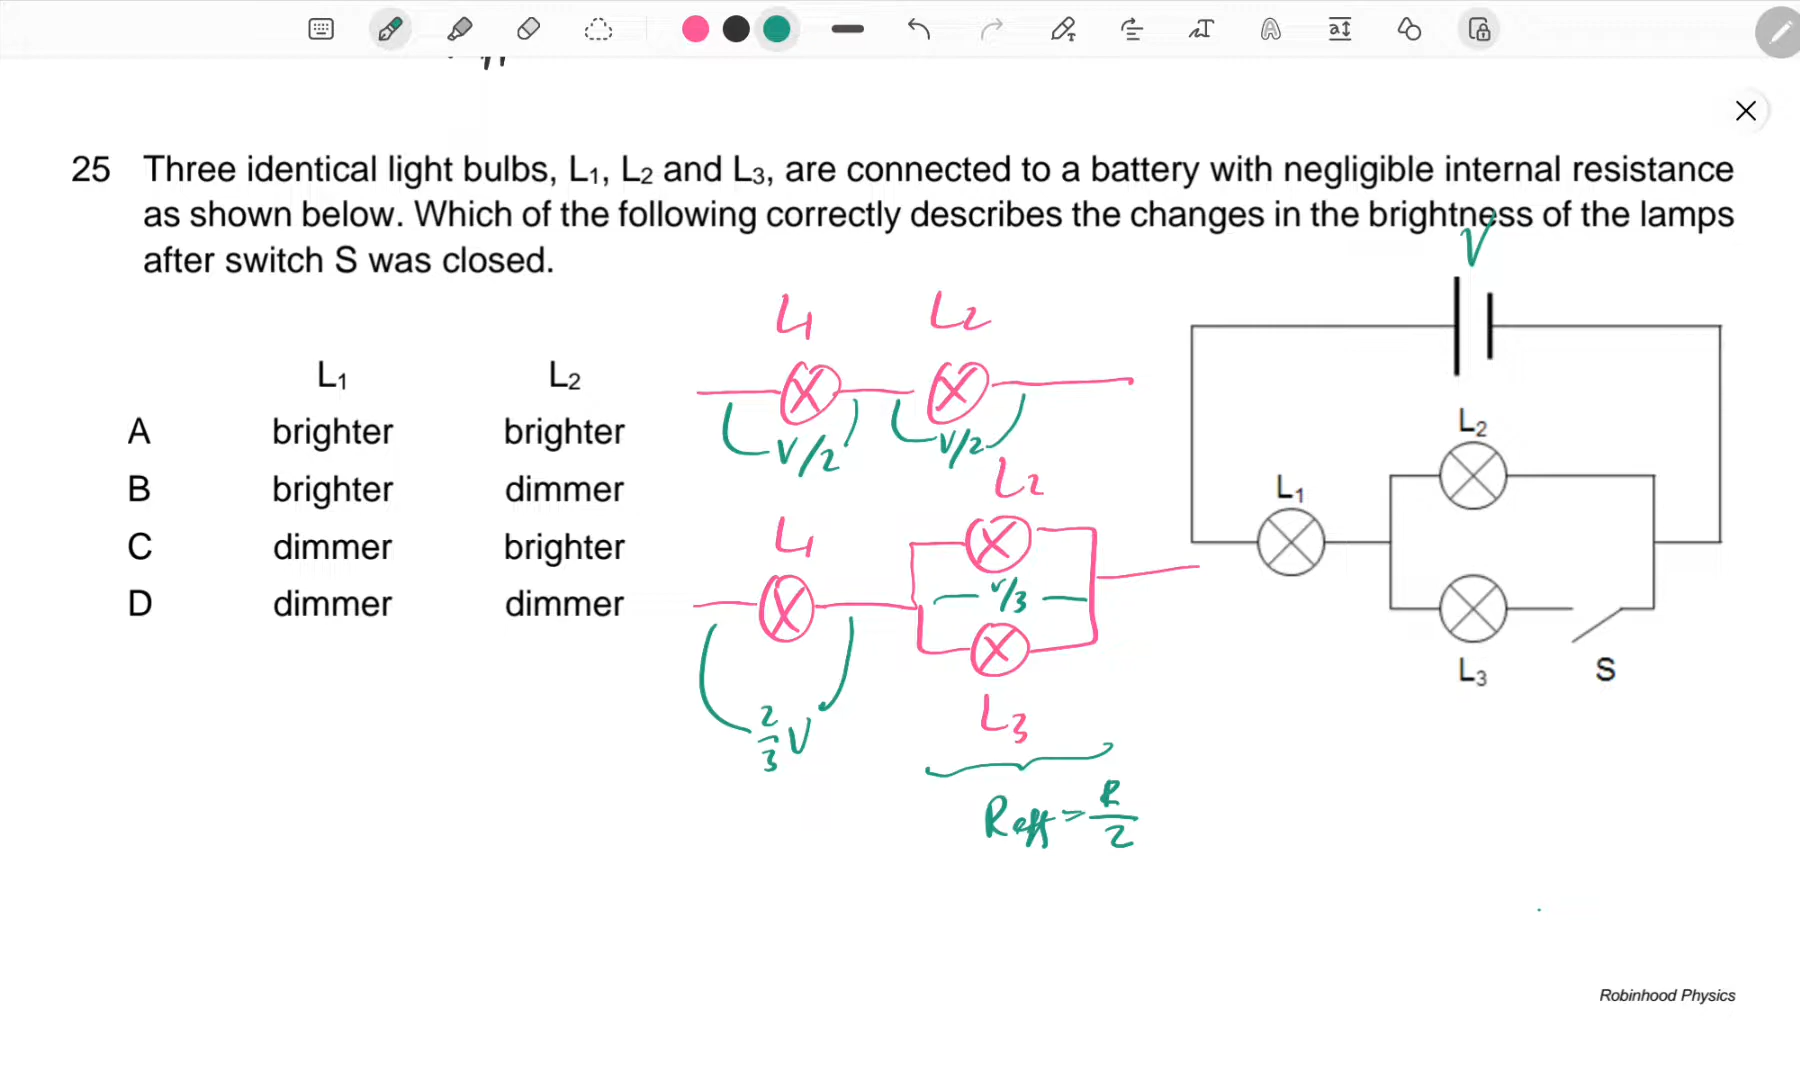 25 Three identical light bulbs, L1, L2 and L3, are connected to a battery with negligible internal resistance
as shown below. Which of the following correctly describes the changes in the brightness of the lamps
after switch S was closed.
L1 L2
A brighter brighter
B brighter dimmer
C dimmer brighter
D dimmer dimmer
L1 L2
V/2 V/2
L1 L2
V/3
L3
2/3 V
Reff = R/2
V
L2
L1
L3 S
Robinhood Physics